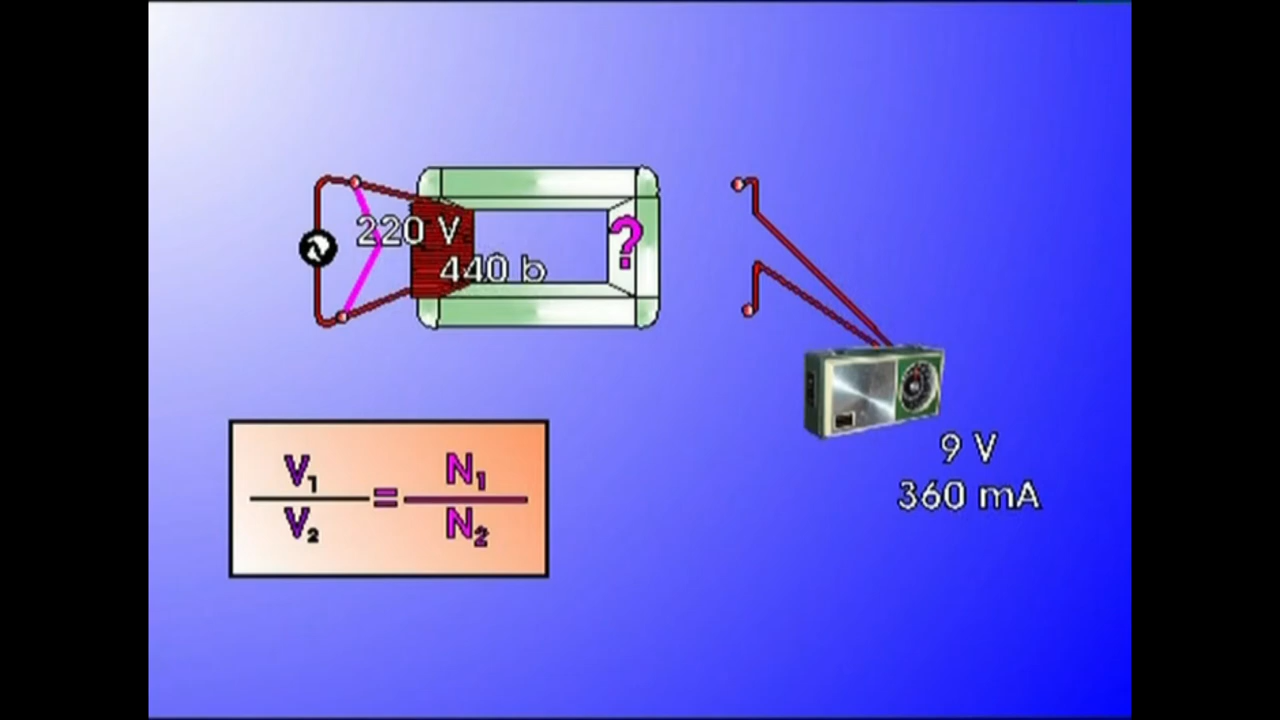 220 V
440 b
?
9 V
360 mA
V₁ = N₁
V₂ N₂